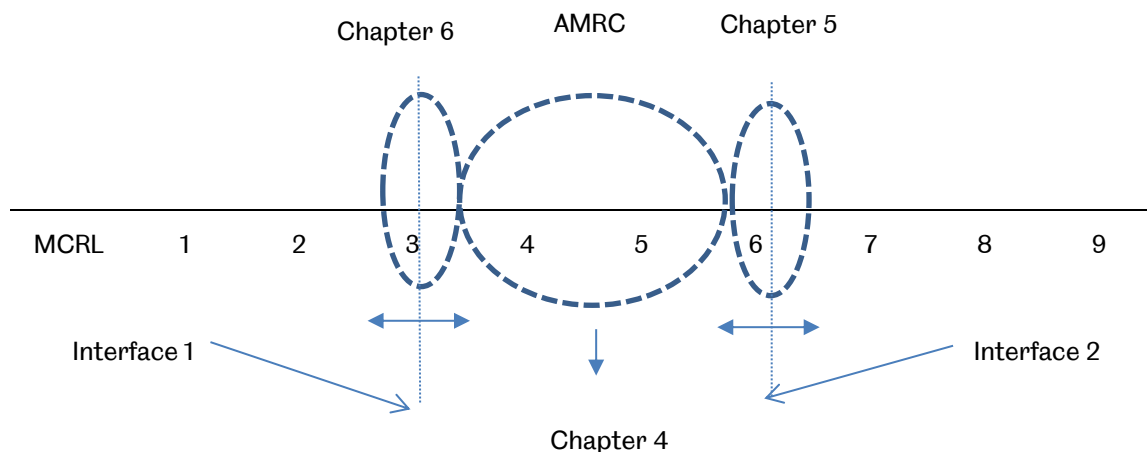 Chapter 6 AMRC Chapter 5
MCRL 1 2 3 4 5 6 7 8 9
Interface 1 Interface 2
Chapter 4